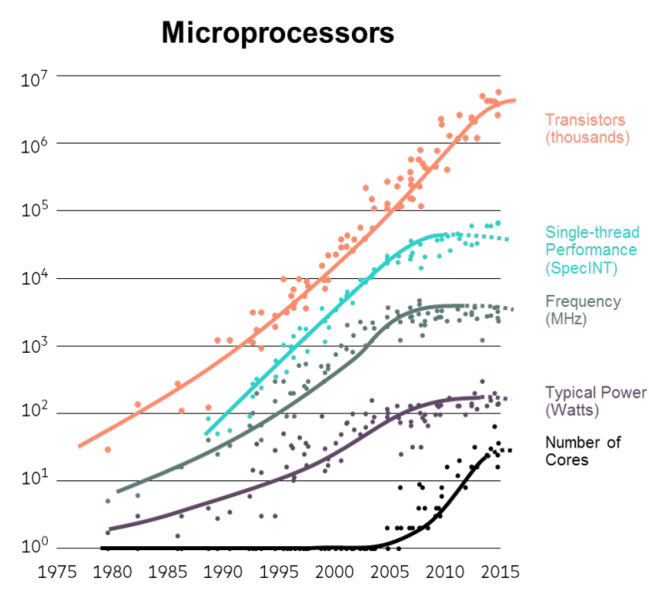 Microprocessors
10⁷
10⁶
10⁵
10⁴
10³
10²
10¹
10⁰
1975 1980 1985 1990 1995 2000 2005 2010 2015
Transistors
(thousands)
Single-thread
Performance
(SpecINT)
Frequency
(MHz)
Typical Power
(Watts)
Number of
Cores